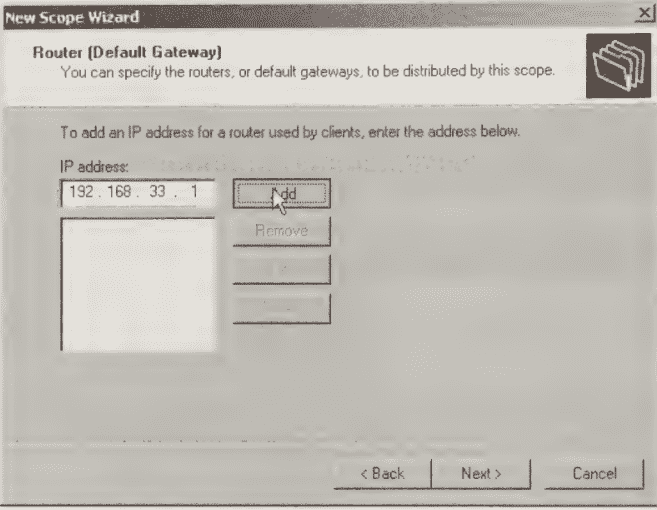 New Scope Wizard
Router (Default Gateway)
You can specify the routers, or default gateways, to be distributed by this scope.
To add an IP address for a router used by clients, enter the address below.
IP address:
192 . 168 . 33 . 1
Add
Remove
< Back
Next >
Cancel